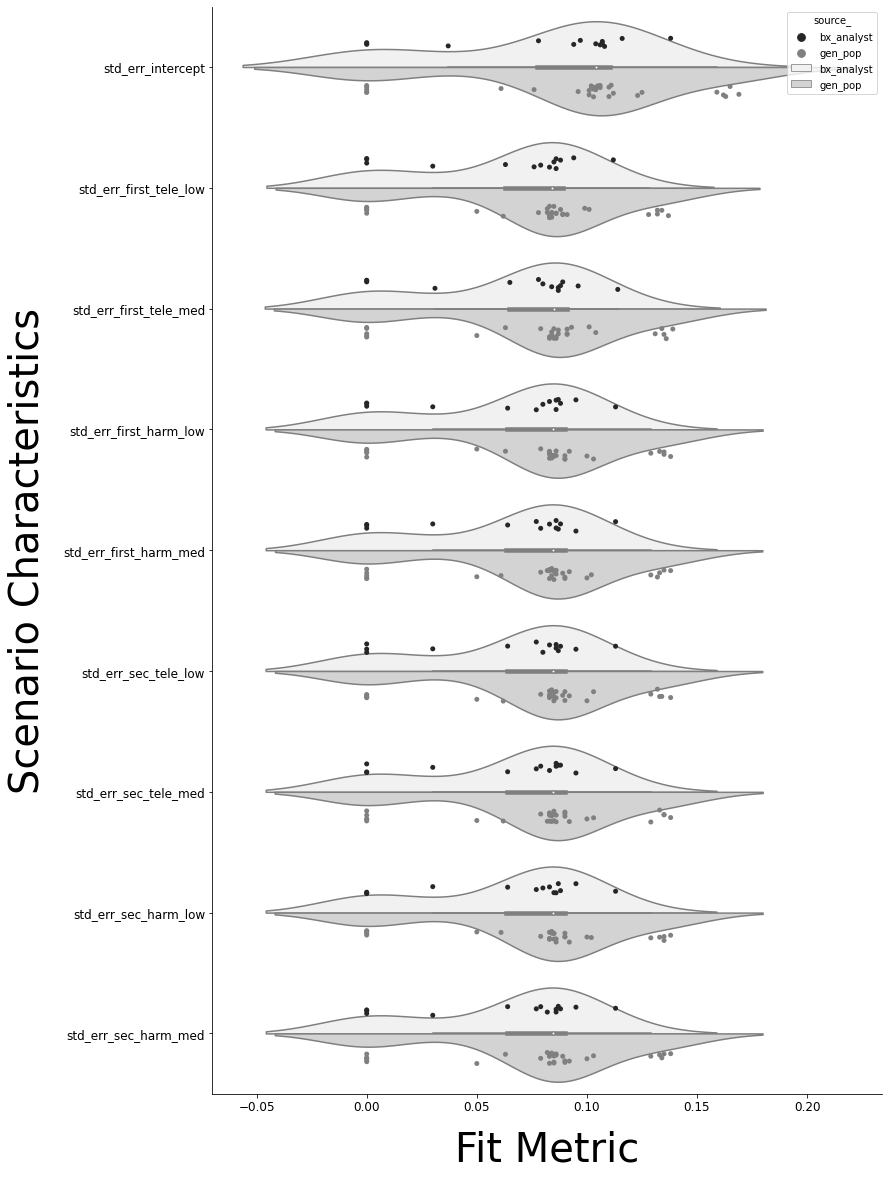 source_
bx_analyst
gen_pop
bx_analyst
gen_pop
std_err_intercept
std_err_first_tele_low
std_err_first_tele_med
std_err_first_harm_low
std_err_first_harm_med
std_err_sec_tele_low
std_err_sec_tele_med
std_err_sec_harm_low
std_err_sec_harm_med
Scenario Characteristics
−0.05 0.00 0.05 0.10 0.15 0.20
Fit Metric